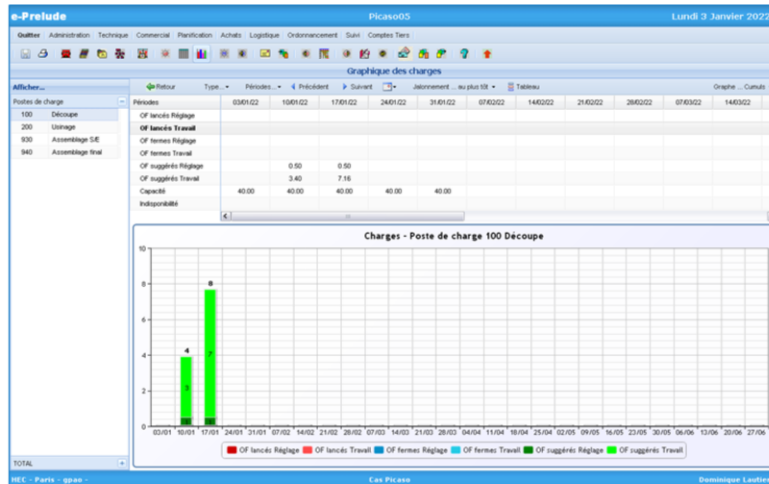 e-Prelude Picaso05 Lundi 3 Janvier 2022
Quitter Administration Technique Commercial Planification Achats Logistique Ordonnancement Suivi Comptes Tiers
Graphique des charges
Afficher... Retour Type... Périodes... Précédent Suivant Jalonnement ... au plus tôt Tableau Graphe ... Cumuls
Postes de charge Périodes 03/01/22 10/01/22 17/01/22 24/01/22 31/01/22 07/02/22 14/02/22 21/02/22 28/02/22 07/03/22 14/03/22
100 Découpe OF lancés Réglage
200 Usinage OF lancés Travail
930 Assemblage S/E OF fermes Réglage
940 Assemblage final OF fermes Travail
OF suggérés Réglage 0.50 0.50
OF suggérés Travail 3.40 7.16
Capacité 40.00 40.00 40.00 40.00 40.00
Indisponibilité
Charges - Poste de charge 100 Découpe
10
8 8
6
4 4
7
3
2
0
03/01 10/01 17/01 24/01 31/01 07/02 14/02 21/02 28/02 07/03 14/03 21/03 28/03 04/04 11/04 18/04 25/04 02/05 09/05 16/05 23/05 30/05 06/06 13/06 20/06 27/06
OF lancés Réglage OF lancés Travail OF fermes Réglage OF fermes Travail OF suggérés Réglage OF suggérés Travail
TOTAL
HEC - Paris - gpao - Cas Picaso Dominique Lautier